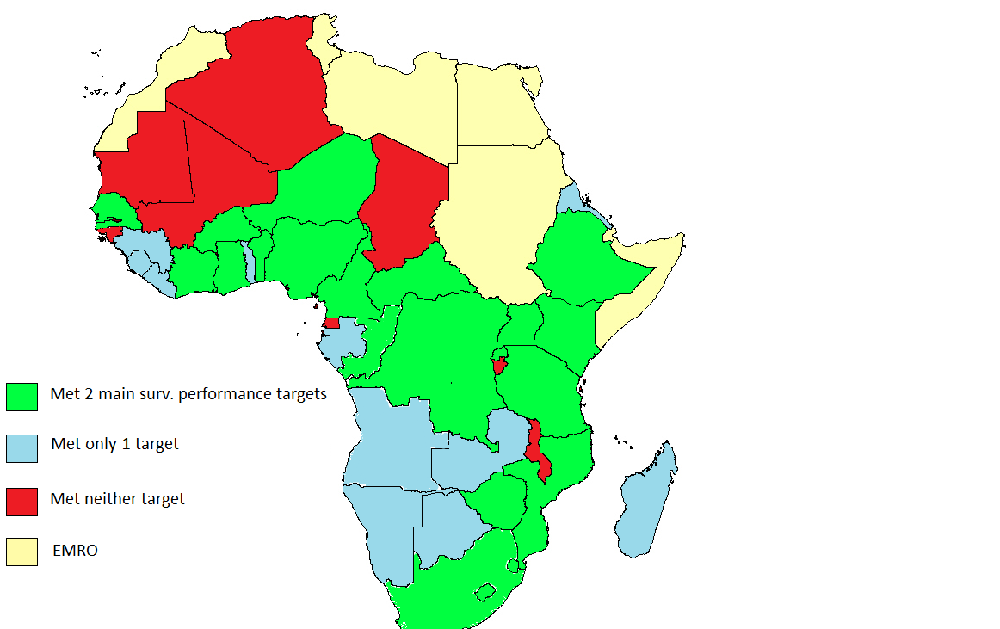 Met 2 main surv. performance targets
Met only 1 target
Met neither target
EMRO